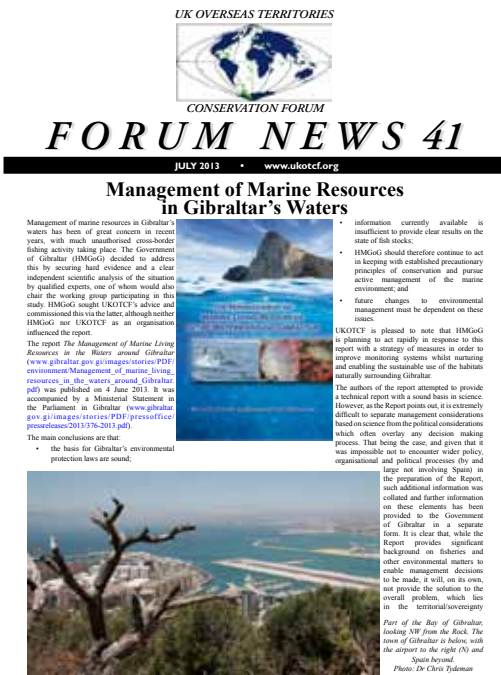 UK OVERSEAS TERRITORIES
CONSERVATION FORUM
FORUM NEWS 41
JULY 2013 • www.ukotcf.org
Management of Marine Resources
in Gibraltar's Waters
Management of marine resources in Gibraltar's
waters has been of great concern in recent
years, with much unauthorised cross-border
fishing activity taking place. The Government
of Gibraltar (HMGoG) decided to address
this by securing hard evidence and a clear
independent scientific analysis of the situation
by qualified experts, one of whom would also
chair the working group participating in this
study. HMGoG sought UKOTCF's advice and
commissioned this via the latter, although neither
HMGoG nor UKOTCF as an organisation
influenced the report.
The report The Management of Marine Living
Resources in the Waters around Gibraltar
(www.gibraltar.gov.gi/images/stories/PDF/
environment/Management_of_marine_living_
resources_in_the_waters_around_Gibraltar.
pdf) was published on 4 June 2013. It was
accompanied by a Ministerial Statement in
the Parliament in Gibraltar (www.gibraltar.
gov.gi/images/stories/PDF/pressoffice/
pressreleases/2013/376-2013.pdf).
The main conclusions are that:
• the basis for Gibraltar's environmental
protection laws are sound;
• information currently available is
insufficient to provide clear results on the
state of fish stocks;
• HMGoG should therefore continue to act
in keeping with established precautionary
principles of conservation and pursue
active management of the marine
environment; and
• future changes to environmental
management must be dependent on these
issues.
UKOTCF is pleased to note that HMGoG
is planning to act rapidly in response to this
report with a strategy of measures in order to
improve monitoring systems whilst nurturing
and enabling the sustainable use of the habitats
naturally surrounding Gibraltar.
The authors of the report attempted to provide
a technical report with a sound basis in science.
However, as the Report points out, it is extremely
difficult to separate management considerations
based on science from the political considerations
which often overlay any decision making
process. That being the case, and given that it
was impossible not to encounter wider policy,
organisational and political processes (by and
large not involving Spain) in
the preparation of the Report,
such additional information was
collated and further information
on these elements has been
provided to the Government
of Gibraltar in a separate
form. It is clear that, while the
Report provides significant
background on fisheries and
other environmental matters to
enable management decisions
to be made, it will, on its own,
not provide the solution to the
overall problem, which lies
in the territorial/sovereignty
Part of the Bay of Gibraltar,
looking NW from the Rock. The
town of Gibraltar is below, with
the airport to the right (N) and
Spain beyond.
Photo: Dr Chris Tydeman